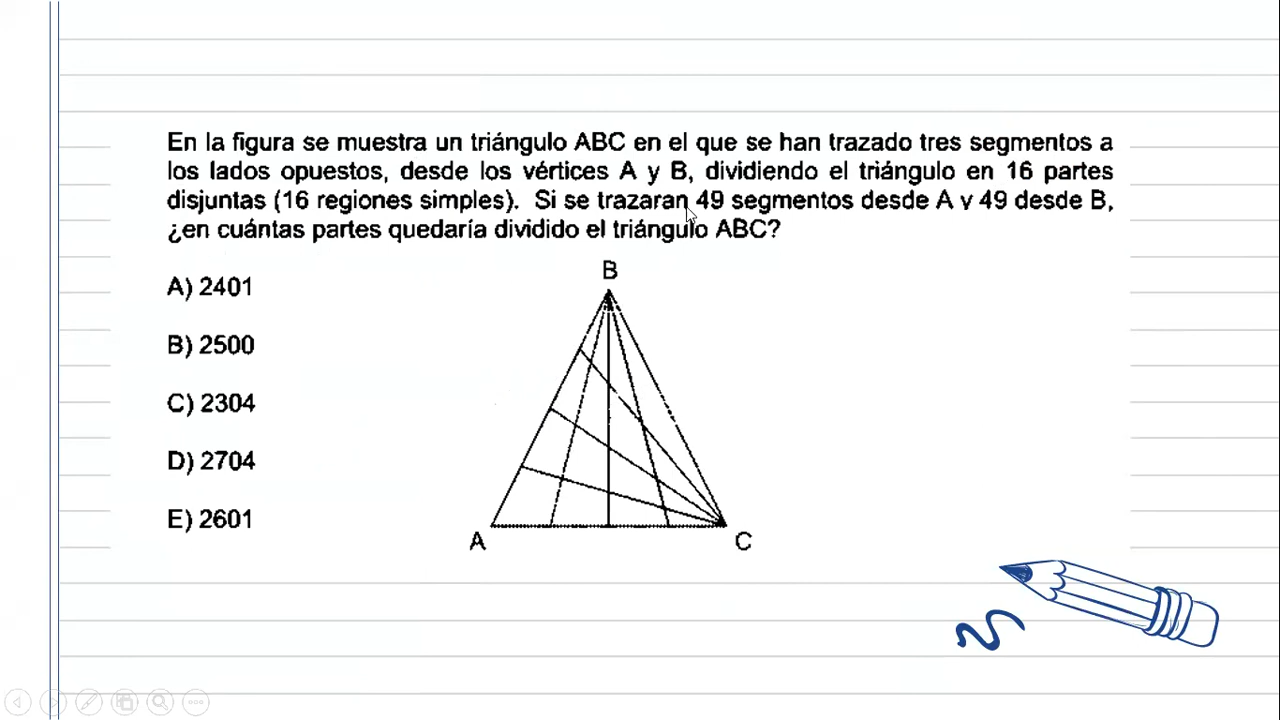 En la figura se muestra un triángulo ABC en el que se han trazado tres segmentos a
los lados opuestos, desde los vértices A y B, dividiendo el triángulo en 16 partes
disjuntas (16 regiones simples). Si se trazaran 49 segmentos desde A y 49 desde B,
¿en cuántas partes quedaría dividido el triángulo ABC?
A) 2401
B) 2500
C) 2304
D) 2704
E) 2601
B
A
C